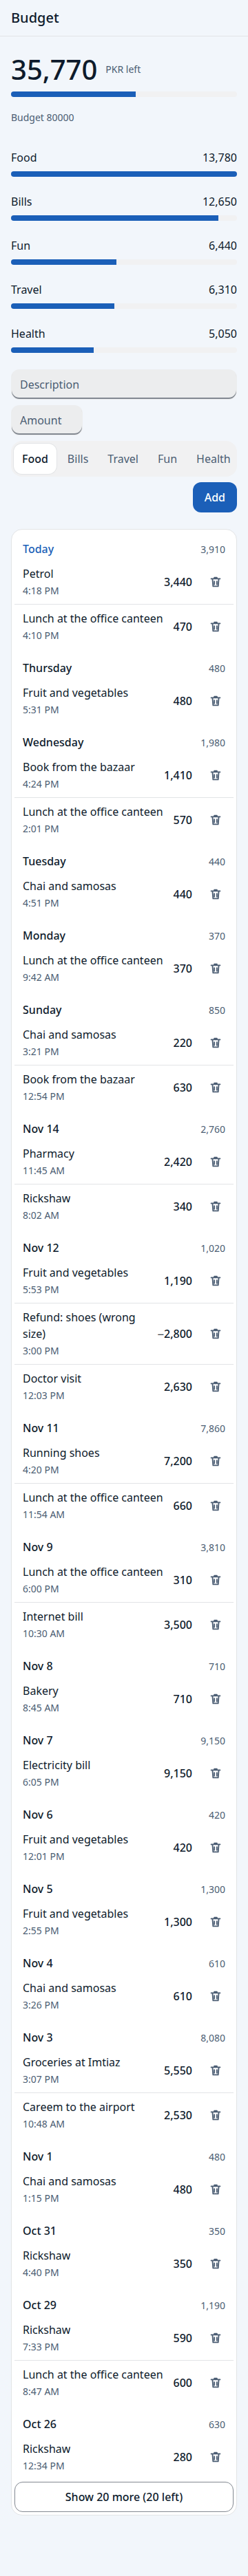 Budget
35,770 PKR left
Budget 80000
Food 13,780
Bills 12,650
Fun 6,440
Travel 6,310
Health 5,050
Description
Amount
Food Bills Travel Fun Health
Add
Today 3,910
Petrol 3,440
4:18 PM
Lunch at the office canteen 470
4:10 PM
Thursday 480
Fruit and vegetables 480
5:31 PM
Wednesday 1,980
Book from the bazaar 1,410
4:24 PM
Lunch at the office canteen 570
2:01 PM
Tuesday 440
Chai and samosas 440
4:51 PM
Monday 370
Lunch at the office canteen 370
9:42 AM
Sunday 850
Chai and samosas 220
3:21 PM
Book from the bazaar 630
12:54 PM
Nov 14 2,760
Pharmacy 2,420
11:45 AM
Rickshaw 340
8:02 AM
Nov 12 1,020
Fruit and vegetables 1,190
5:53 PM
Refund: shoes (wrong
size) −2,800
3:00 PM
Doctor visit 2,630
12:03 PM
Nov 11 7,860
Running shoes 7,200
4:20 PM
Lunch at the office canteen 660
11:54 AM
Nov 9 3,810
Lunch at the office canteen 310
6:00 PM
Internet bill 3,500
10:30 AM
Nov 8 710
Bakery 710
8:45 AM
Nov 7 9,150
Electricity bill 9,150
6:05 PM
Nov 6 420
Fruit and vegetables 420
12:01 PM
Nov 5 1,300
Fruit and vegetables 1,300
2:55 PM
Nov 4 610
Chai and samosas 610
3:26 PM
Nov 3 8,080
Groceries at Imtiaz 5,550
3:07 PM
Careem to the airport 2,530
10:48 AM
Nov 1 480
Chai and samosas 480
1:15 PM
Oct 31 350
Rickshaw 350
4:40 PM
Oct 29 1,190
Rickshaw 590
7:33 PM
Lunch at the office canteen 600
8:47 AM
Oct 26 630
Rickshaw 280
12:34 PM
Show 20 more (20 left)